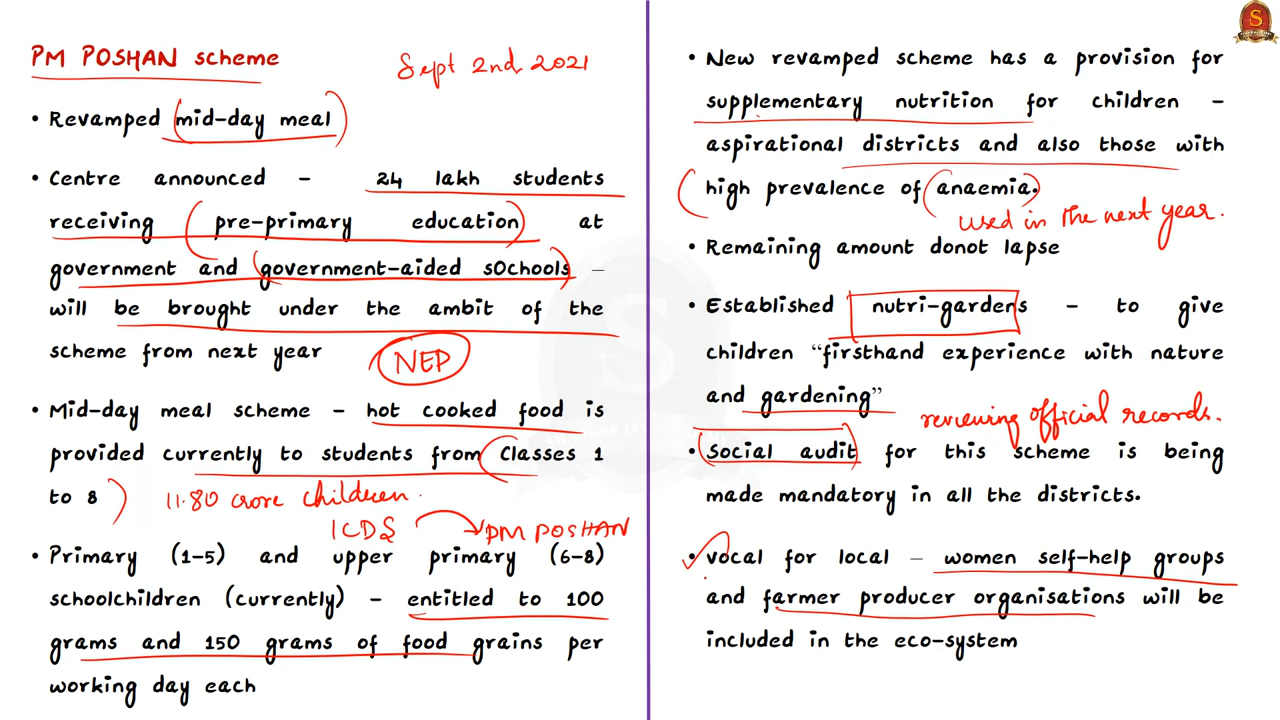 PM POSHAN scheme
Sept 2nd 2021
• Revamped mid-day meal
• Centre announced - 24 lakh students
receiving pre-primary education at
government and government-aided sOchools –
will be brought under the ambit of the
scheme from next year
NEP
• Mid-day meal scheme - hot cooked food is
provided currently to students from Classes 1
to 8
11.80 crore children.
ICDS → PM POSHAN
• Primary (1-5) and upper primary (6-8)
schoolchildren (currently) - entitled to 100
grams and 150 grams of food grains per
working day each
• New revamped scheme has a provision for
supplementary nutrition for children -
aspirational districts and also those with
high prevalence of anaemia.
used in the next year.
• Remaining amount donot lapse
• Established nutri-gardens - to give
children “firsthand experience with nature
and gardening”
reviewing official records.
• Social audit for this scheme is being
made mandatory in all the districts.
• Vocal for local – women self-help groups
and farmer producer organisations will be
included in the eco-system